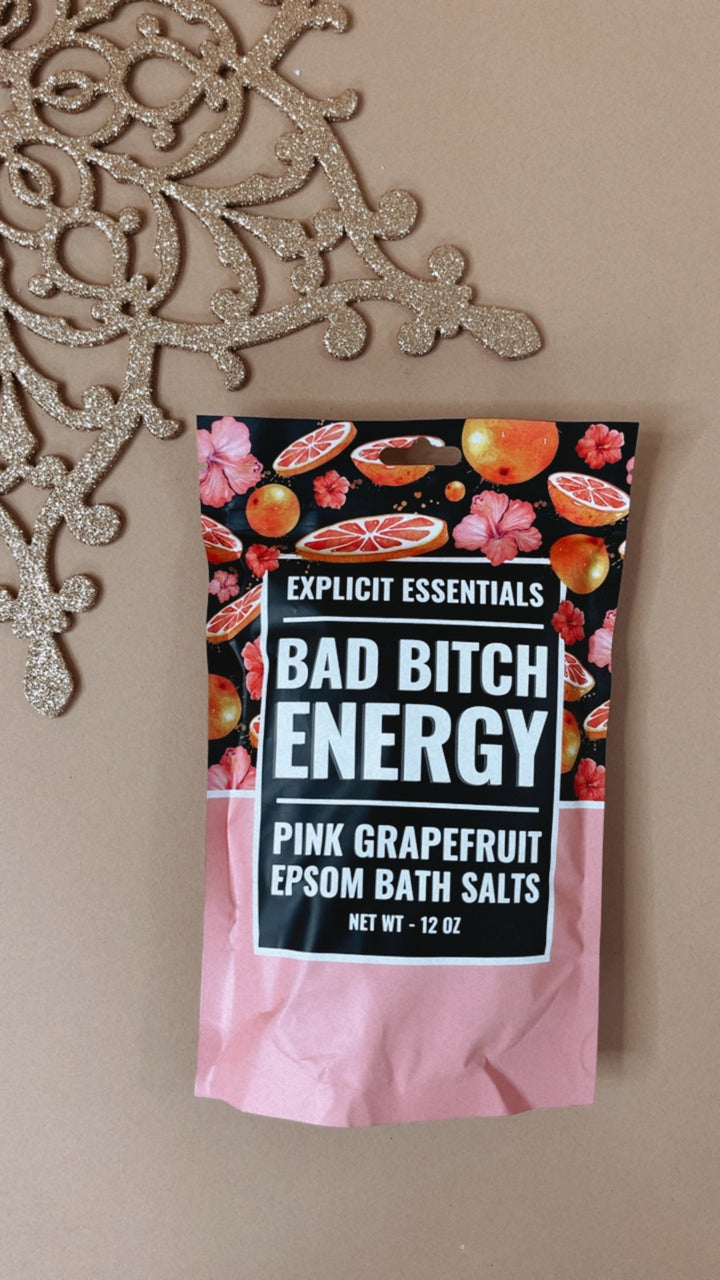 EXPLICIT ESSENTIALS
BAD BITCH
ENERGY
PINK GRAPEFRUIT
EPSOM BATH SALTS
NET WT - 12 OZ